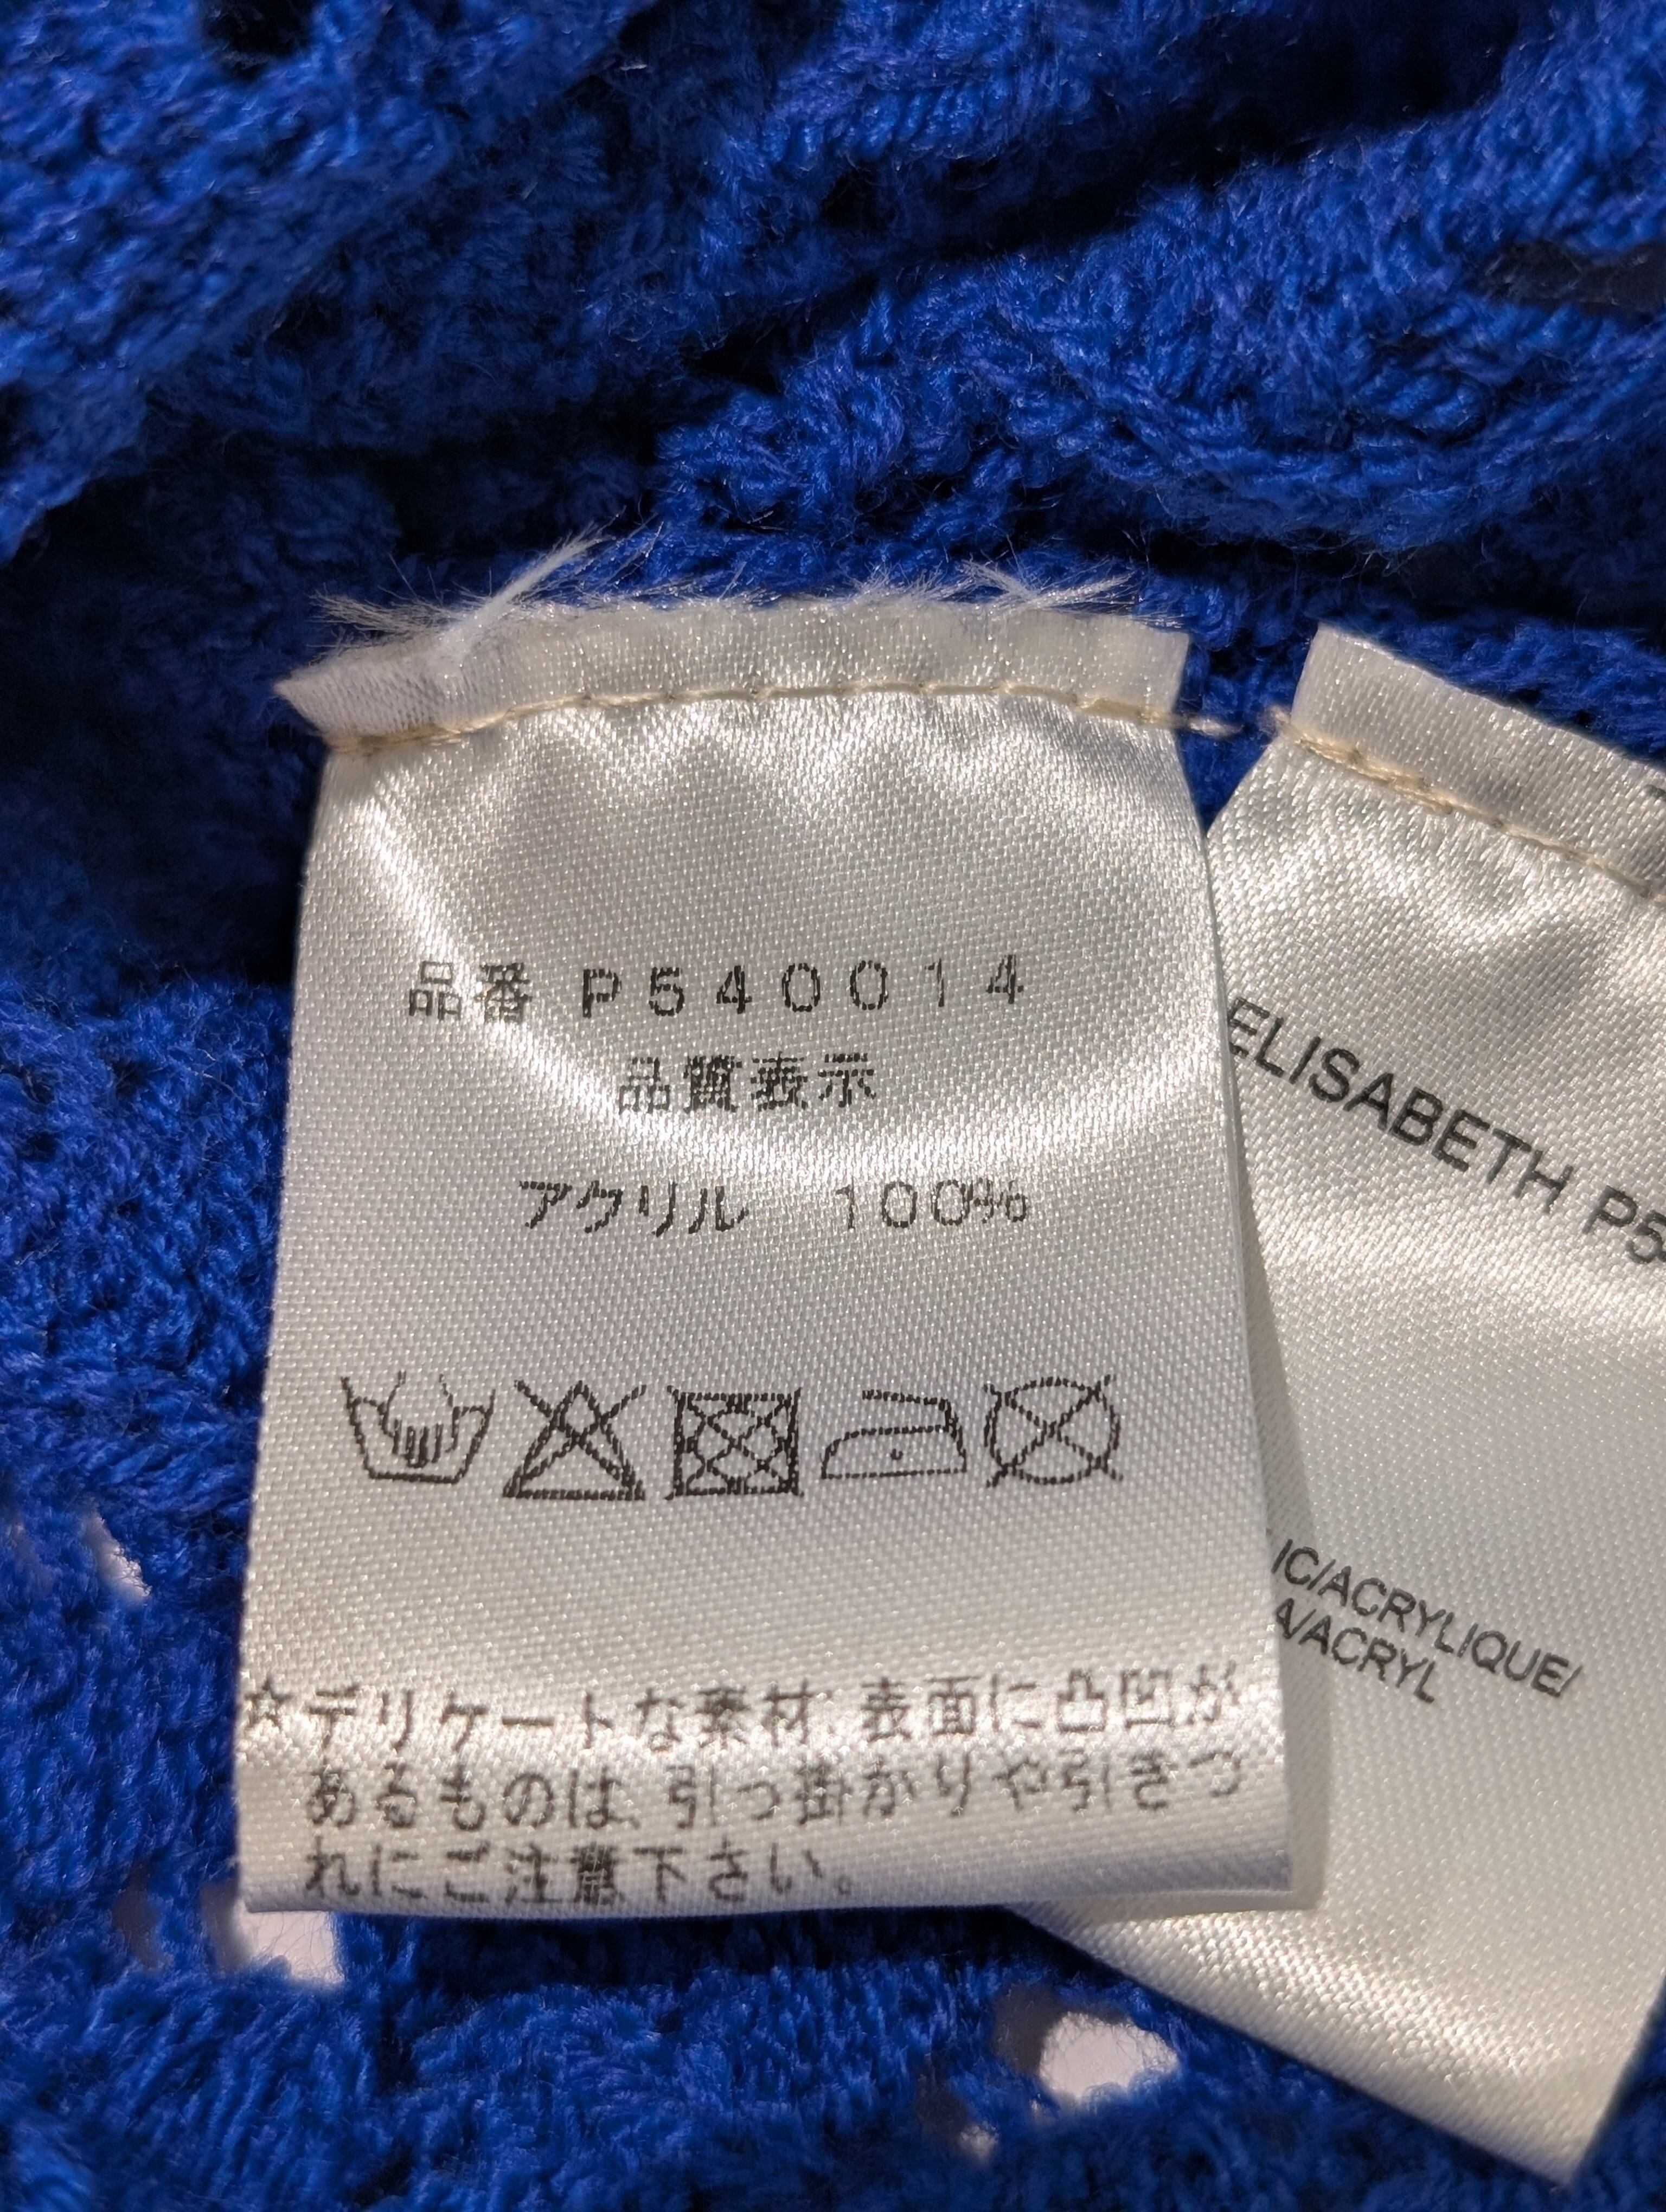 品番 P540014
品質表示
アクリル 100%
☆デリケートな素材、表面に凸凹が
あるものは、引っ掛かりや引きつ
れにご注意下さい。
ELISABETH P5
IC/ACRYLIQUE/
A/ACRYL